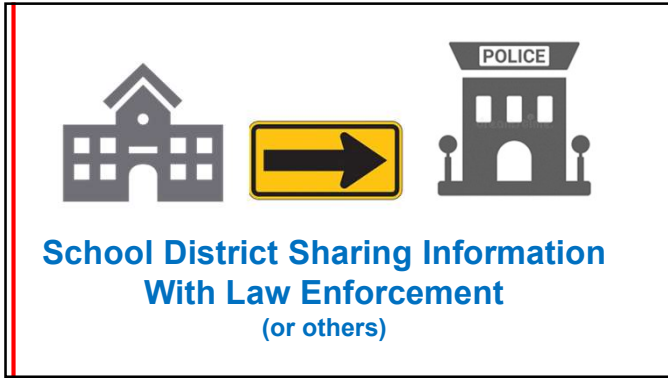 POLICE
School District Sharing Information
With Law Enforcement
(or others)